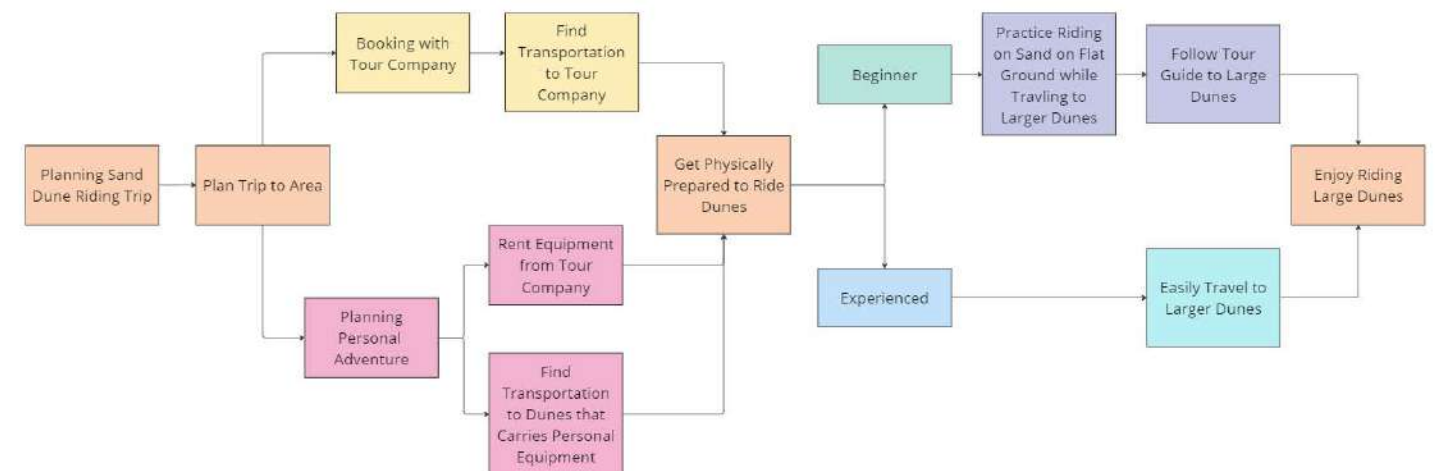 Planning Sand
Dune Riding Trip
Plan Trip to Area
Booking with
Tour Company
Find
Transportation
to Tour
Company
Planning
Personal
Adventure
Rent Equipment
from Tour
Company
Find
Transportation
to Dunes that
Carries Personal
Equipment
Get Physically
Prepared to Ride
Dunes
Beginner
Practice Riding
on Sand on Flat
Ground while
Travling to
Larger Dunes
Follow Tour
Guide to Large
Dunes
Experienced
Easily Travel to
Larger Dunes
Enjoy Riding
Large Dunes